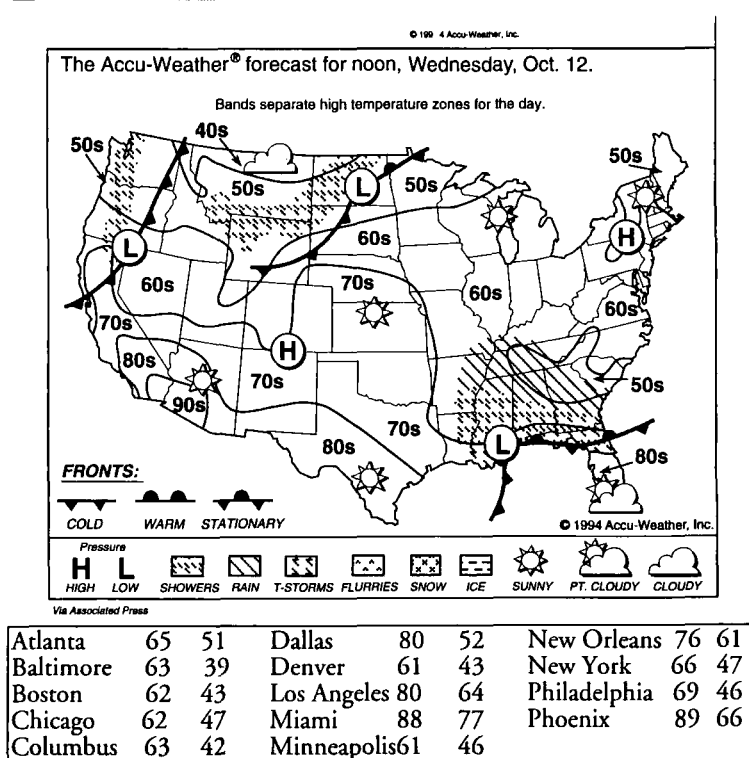 © 199 4 Accu-Weather, Inc.
The Accu-Weather® forecast for noon, Wednesday, Oct. 12.
Bands separate high temperature zones for the day.
50s
40s
50s
50s
50s
L
L
H
60s
60s
70s
60s
60s
70s
80s
90s
H
70s
50s
70s
80s
L
80s
FRONTS:
COLD WARM STATIONARY
© 1994 Accu-Weather, Inc.
Pressure
H L
HIGH LOW SHOWERS RAIN T-STORMS FLURRIES SNOW ICE SUNNY PT. CLOUDY CLOUDY
Via Associated Press
Atlanta 65 51 Dallas 80 52 New Orleans 76 61
Baltimore 63 39 Denver 61 43 New York 66 47
Boston 62 43 Los Angeles 80 64 Philadelphia 69 46
Chicago 62 47 Miami 88 77 Phoenix 89 66
Columbus 63 42 Minneapolis 61 46